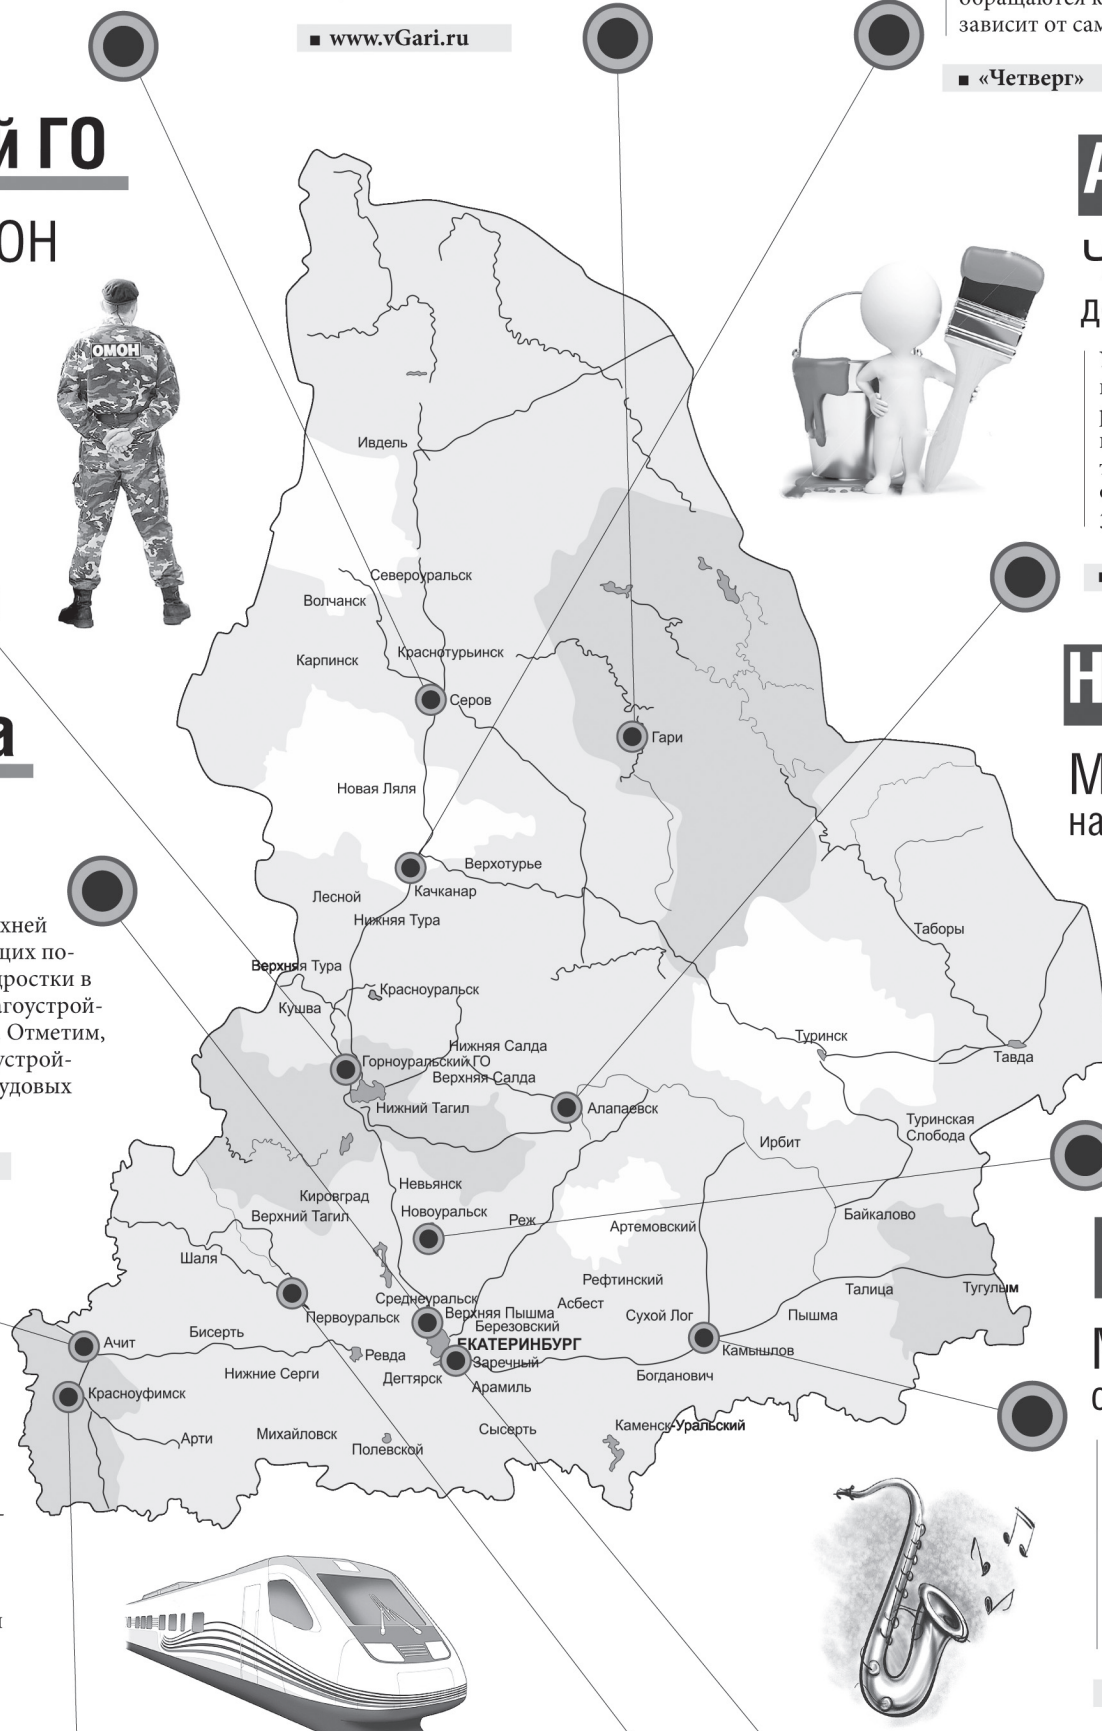 обращаются к
зависит от сам
■ www.vGari.ru
■ «Четверг»
й ГО
ОН
ОМОН
Ивдель
Североуральск
Волчанск
Краснотурьинск
Карпинск
Серов
Гари
а
Новая Ляля
на
Верхотурье
Качканар
Лесной
Нижняя Тура
хней
щих по-
дростки в
агоустрой-
Отметим,
устрой-
удовых
Таборы
Верхняя Тура
Красноуральск
Кушва
Туринск
Тавда
Нижняя Салда
Горноуральский ГО
Верхняя Салда
Нижний Тагил
Алапаевск
Туринская
Слобода
Ирбит
Невьянск
Кировград
Новоуральск
Верхний Тагил
Реж
Артемовский
Байкалово
Шаля
Рефтинский
Талица
Тугулым
Среднеуральск
Асбест
Первоуральск
Верхняя Пышма
Сухой Лог
Пышма
Березовский
Бисерть
Ачит
ЕКАТЕРИНБУРГ
Камышлов
Ревда
Заречный
Нижние Серги
Дегтярск
Богданович
Арамиль
Красноуфимск
Каменск-Уральский
Сысерть
Михайловск
Арти
Полевской